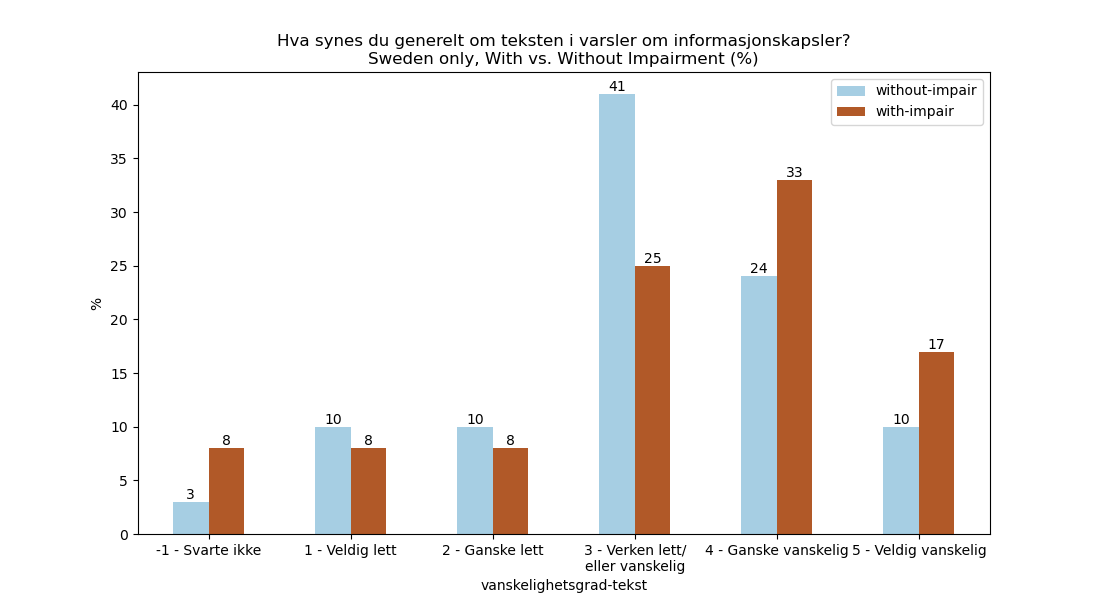 Hva synes du generelt om teksten i varsler om informasjonskapsler?
Sweden only, With vs. Without Impairment (%)
without-impair
with-impair
%
40
35
30
25
20
15
10
5
0
3
8
10
8
10
8
41
25
24
33
10
17
-1 - Svarte ikke
1 - Veldig lett
2 - Ganske lett
3 - Verken lett/
eller vanskelig
4 - Ganske vanskelig
5 - Veldig vanskelig
vanskelighetsgrad-tekst